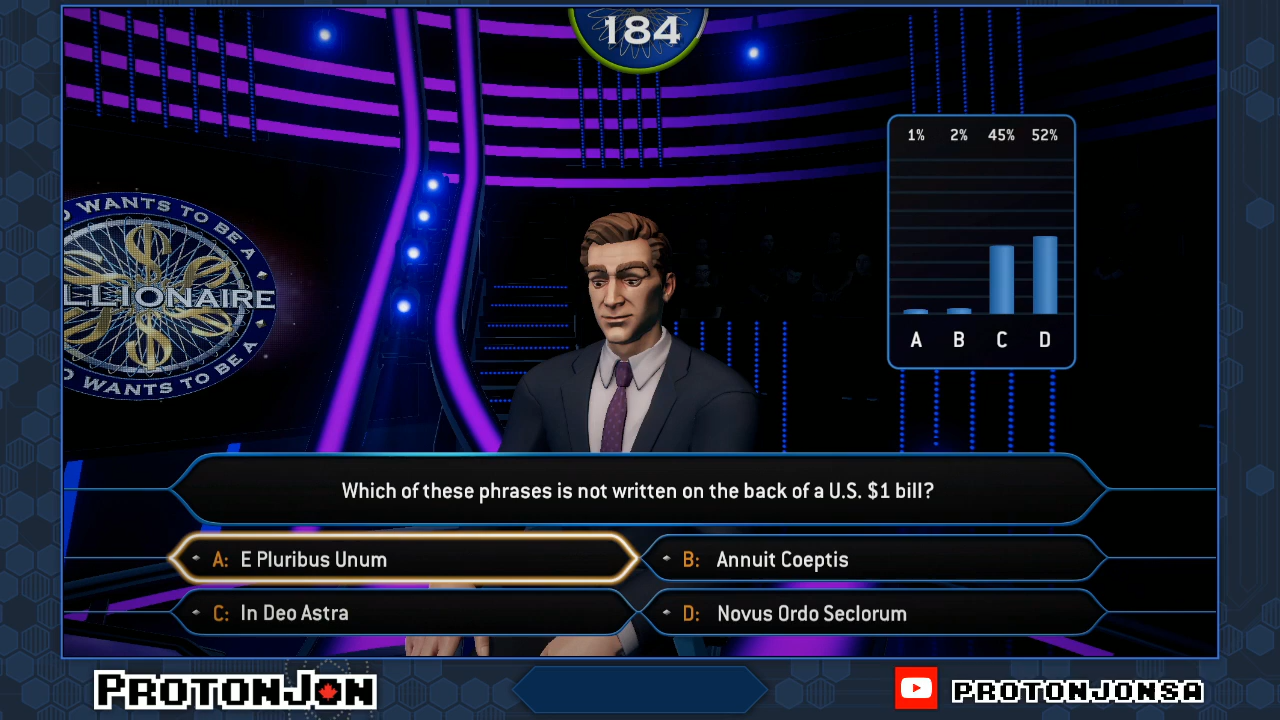 184
1% 2% 45% 52%
A B C D
WANTS TO BE A
LLIONAIRE
WANTS TO BE A
Which of these phrases is not written on the back of a U.S. $1 bill?
A: E Pluribus Unum
B: Annuit Coeptis
C: In Deo Astra
D: Novus Ordo Seclorum
PROTONJON
PROTONJONSA